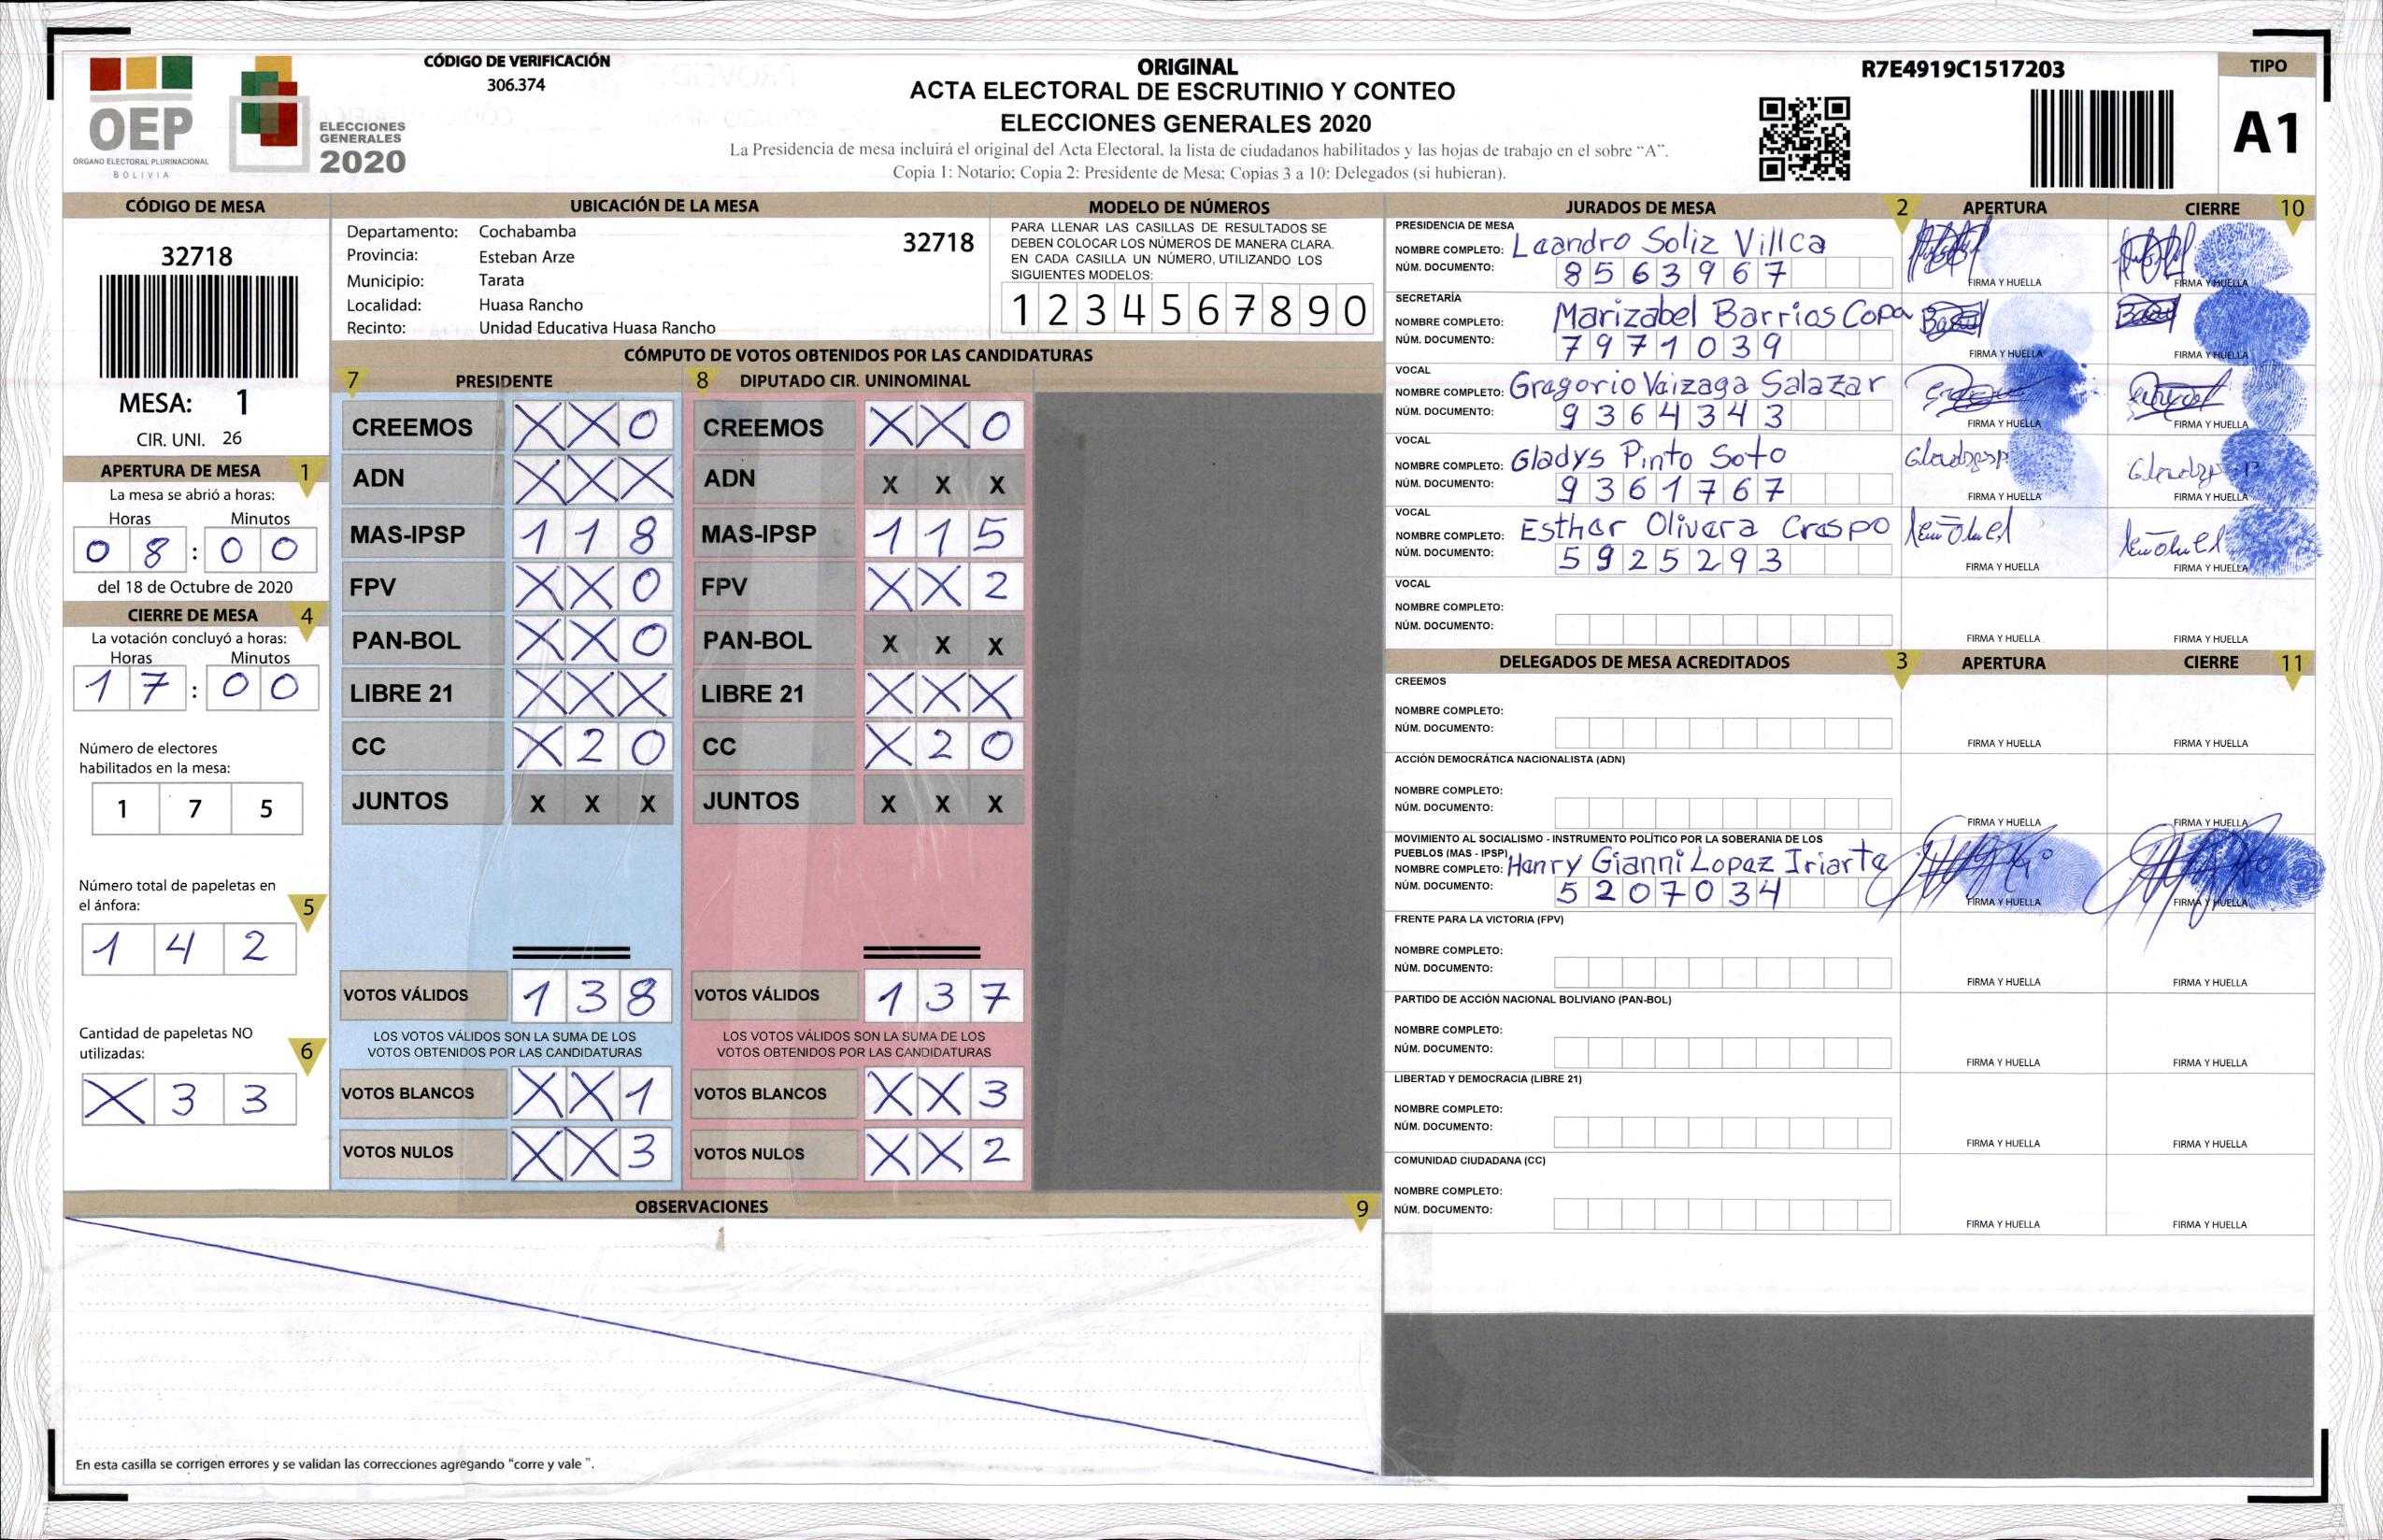 OEP
ÓRGANO ELECTORAL PLURINACIONAL
BOLIVIA
ELECCIONES
GENERALES
2020
CÓDIGO DE VERIFICACIÓN
306.374
ORIGINAL
ACTA ELECTORAL DE ESCRUTINIO Y CONTEO
ELECCIONES GENERALES 2020
La Presidencia de mesa incluirá el original del Acta Electoral, la lista de ciudadanos habilitados y las hojas de trabajo en el sobre “A”.
Copia 1: Notario; Copia 2: Presidente de Mesa; Copias 3 a 10: Delegados (si hubieran).
R7E4919C1517203
TIPO
A1
CÓDIGO DE MESA
32718
MESA: 1
CIR. UNI. 26
APERTURA DE MESA 1
La mesa se abrió a horas:
Horas Minutos
0 8 : 0 0
del 18 de Octubre de 2020
CIERRE DE MESA 4
La votación concluyó a horas:
Horas Minutos
1 7 : 0 0
Número de electores
habilitados en la mesa:
1 7 5
Número total de papeletas en
el ánfora: 5
1 4 2
Cantidad de papeletas NO
utilizadas: 6
X 3 3
UBICACIÓN DE LA MESA
Departamento: Cochabamba 32718
Provincia: Esteban Arze
Municipio: Tarata
Localidad: Huasa Rancho
Recinto: Unidad Educativa Huasa Rancho
MODELO DE NÚMEROS
PARA LLENAR LAS CASILLAS DE RESULTADOS SE
DEBEN COLOCAR LOS NÚMEROS DE MANERA CLARA.
EN CADA CASILLA UN NÚMERO, UTILIZANDO LOS
SIGUIENTES MODELOS:
1 2 3 4 5 6 7 8 9 0
CÓMPUTO DE VOTOS OBTENIDOS POR LAS CANDIDATURAS
7 PRESIDENTE 8 DIPUTADO CIR. UNINOMINAL
CREEMOS X X 0 CREEMOS X X 0
ADN X X X ADN X X X
MAS-IPSP 1 1 8 MAS-IPSP 1 1 5
FPV X X 0 FPV X X 2
PAN-BOL X X 0 PAN-BOL X X X
LIBRE 21 X X X LIBRE 21 X X X
CC X 2 0 CC X 2 0
JUNTOS X X X JUNTOS X X X
VOTOS VÁLIDOS 1 3 8 VOTOS VÁLIDOS 1 3 7
LOS VOTOS VÁLIDOS SON LA SUMA DE LOS LOS VOTOS VÁLIDOS SON LA SUMA DE LOS
VOTOS OBTENIDOS POR LAS CANDIDATURAS VOTOS OBTENIDOS POR LAS CANDIDATURAS
VOTOS BLANCOS X X 1 VOTOS BLANCOS X X 3
VOTOS NULOS X X 3 VOTOS NULOS X X 2
OBSERVACIONES 9
En esta casilla se corrigen errores y se validan las correcciones agregando “corre y vale ”.
JURADOS DE MESA 2 APERTURA CIERRE 10
PRESIDENCIA DE MESA
NOMBRE COMPLETO: Leandro Soliz Villca
NÚM. DOCUMENTO: 8563967
FIRMA Y HUELLA FIRMA Y HUELLA
SECRETARÍA
NOMBRE COMPLETO: Marizabel Barrios Copa
NÚM. DOCUMENTO: 7971039
FIRMA Y HUELLA FIRMA Y HUELLA
VOCAL
NOMBRE COMPLETO: Gregorio Vaizaga Salazar
NÚM. DOCUMENTO: 9364343
FIRMA Y HUELLA FIRMA Y HUELLA
VOCAL
NOMBRE COMPLETO: Gladys Pinto Soto
NÚM. DOCUMENTO: 9361767
FIRMA Y HUELLA FIRMA Y HUELLA
VOCAL
NOMBRE COMPLETO: Esther Olivera Crespo
NÚM. DOCUMENTO: 5925293
FIRMA Y HUELLA FIRMA Y HUELLA
VOCAL
NOMBRE COMPLETO:
NÚM. DOCUMENTO:
FIRMA Y HUELLA FIRMA Y HUELLA
DELEGADOS DE MESA ACREDITADOS 3 APERTURA CIERRE 11
CREEMOS
NOMBRE COMPLETO:
NÚM. DOCUMENTO:
FIRMA Y HUELLA FIRMA Y HUELLA
ACCIÓN DEMOCRÁTICA NACIONALISTA (ADN)
NOMBRE COMPLETO:
NÚM. DOCUMENTO:
FIRMA Y HUELLA FIRMA Y HUELLA
MOVIMIENTO AL SOCIALISMO - INSTRUMENTO POLÍTICO POR LA SOBERANIA DE LOS
PUEBLOS (MAS - IPSP)
NOMBRE COMPLETO: Henry Gianni Lopez Iriarte
NÚM. DOCUMENTO: 5207034
FIRMA Y HUELLA FIRMA Y HUELLA
FRENTE PARA LA VICTORIA (FPV)
NOMBRE COMPLETO:
NÚM. DOCUMENTO:
FIRMA Y HUELLA FIRMA Y HUELLA
PARTIDO DE ACCIÓN NACIONAL BOLIVIANO (PAN-BOL)
NOMBRE COMPLETO:
NÚM. DOCUMENTO:
FIRMA Y HUELLA FIRMA Y HUELLA
LIBERTAD Y DEMOCRACIA (LIBRE 21)
NOMBRE COMPLETO:
NÚM. DOCUMENTO:
FIRMA Y HUELLA FIRMA Y HUELLA
COMUNIDAD CIUDADANA (CC)
NOMBRE COMPLETO:
NÚM. DOCUMENTO:
FIRMA Y HUELLA FIRMA Y HUELLA